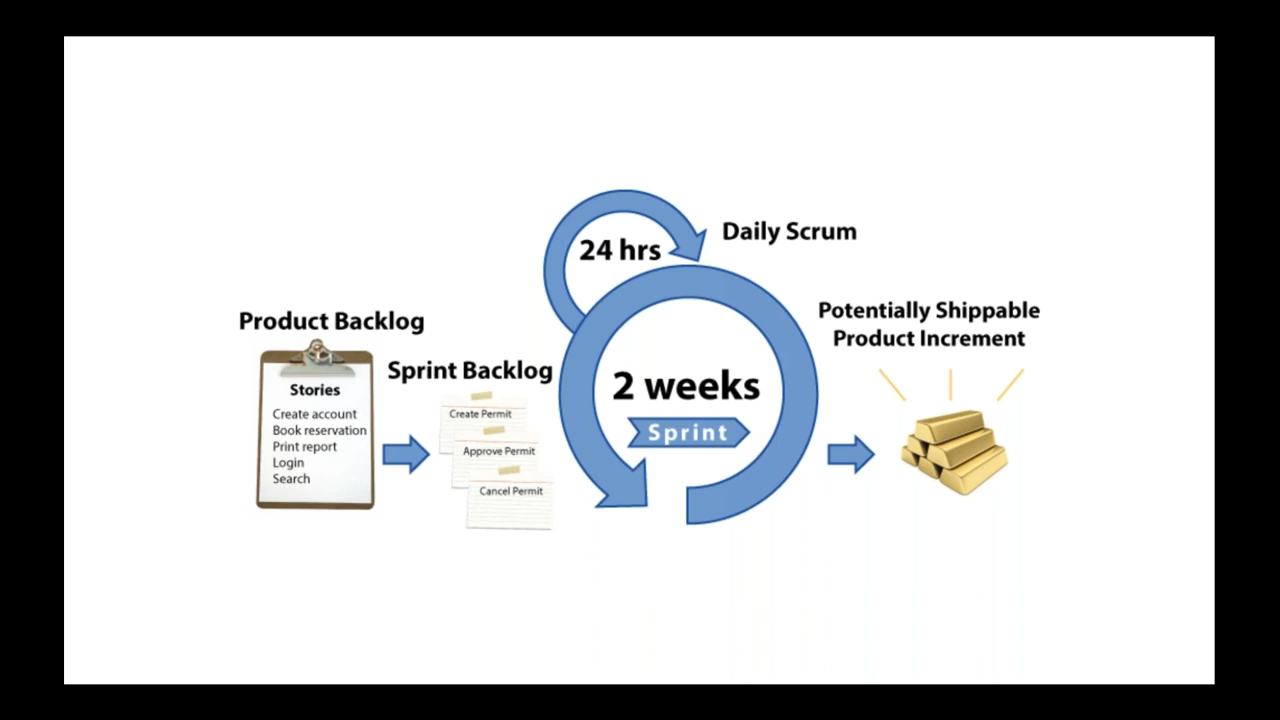 Product Backlog
Stories
Create account
Book reservation
Print report
Login
Search
Sprint Backlog
Create Permit
Approve Permit
Cancel Permit
24 hrs
Daily Scrum
2 weeks
Sprint
Potentially Shippable
Product Increment